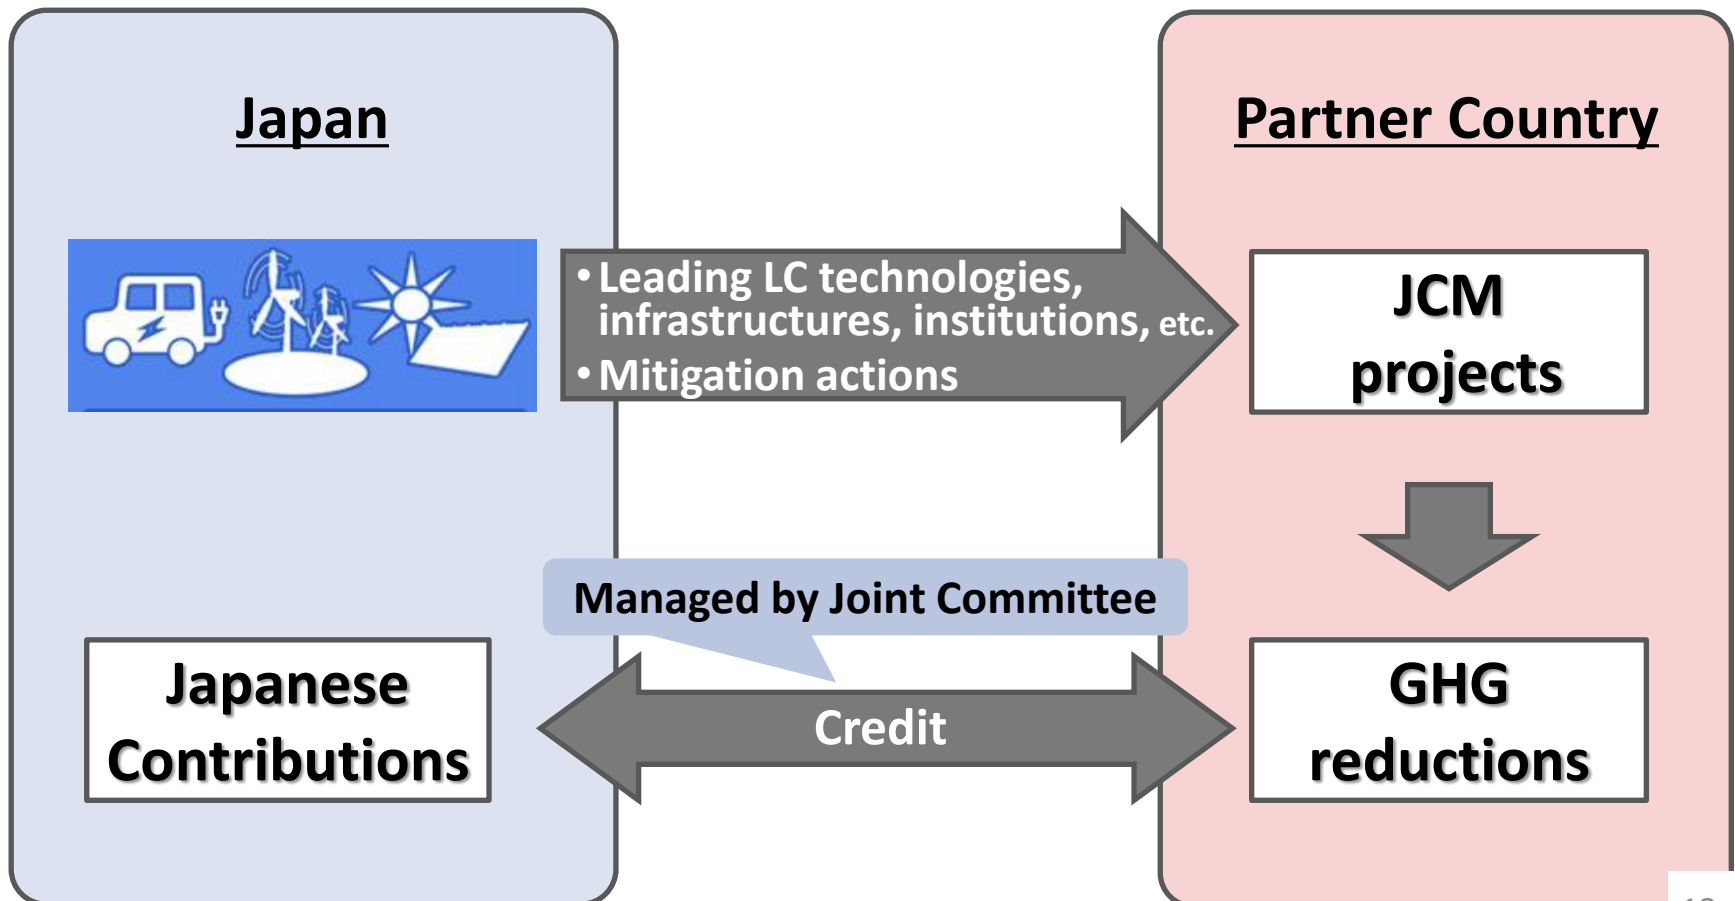 Japan
Partner Country
• Leading LC technologies,
infrastructures, institutions, etc.
• Mitigation actions
JCM
projects
Managed by Joint Committee
Japanese
Contributions
Credit
GHG
reductions